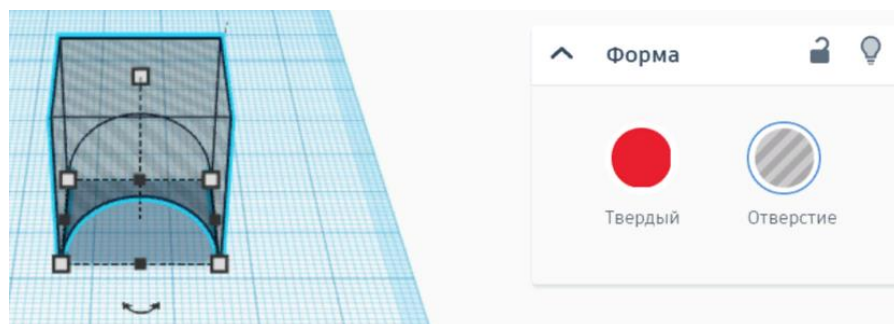 Форма
Твердый
Отверстие